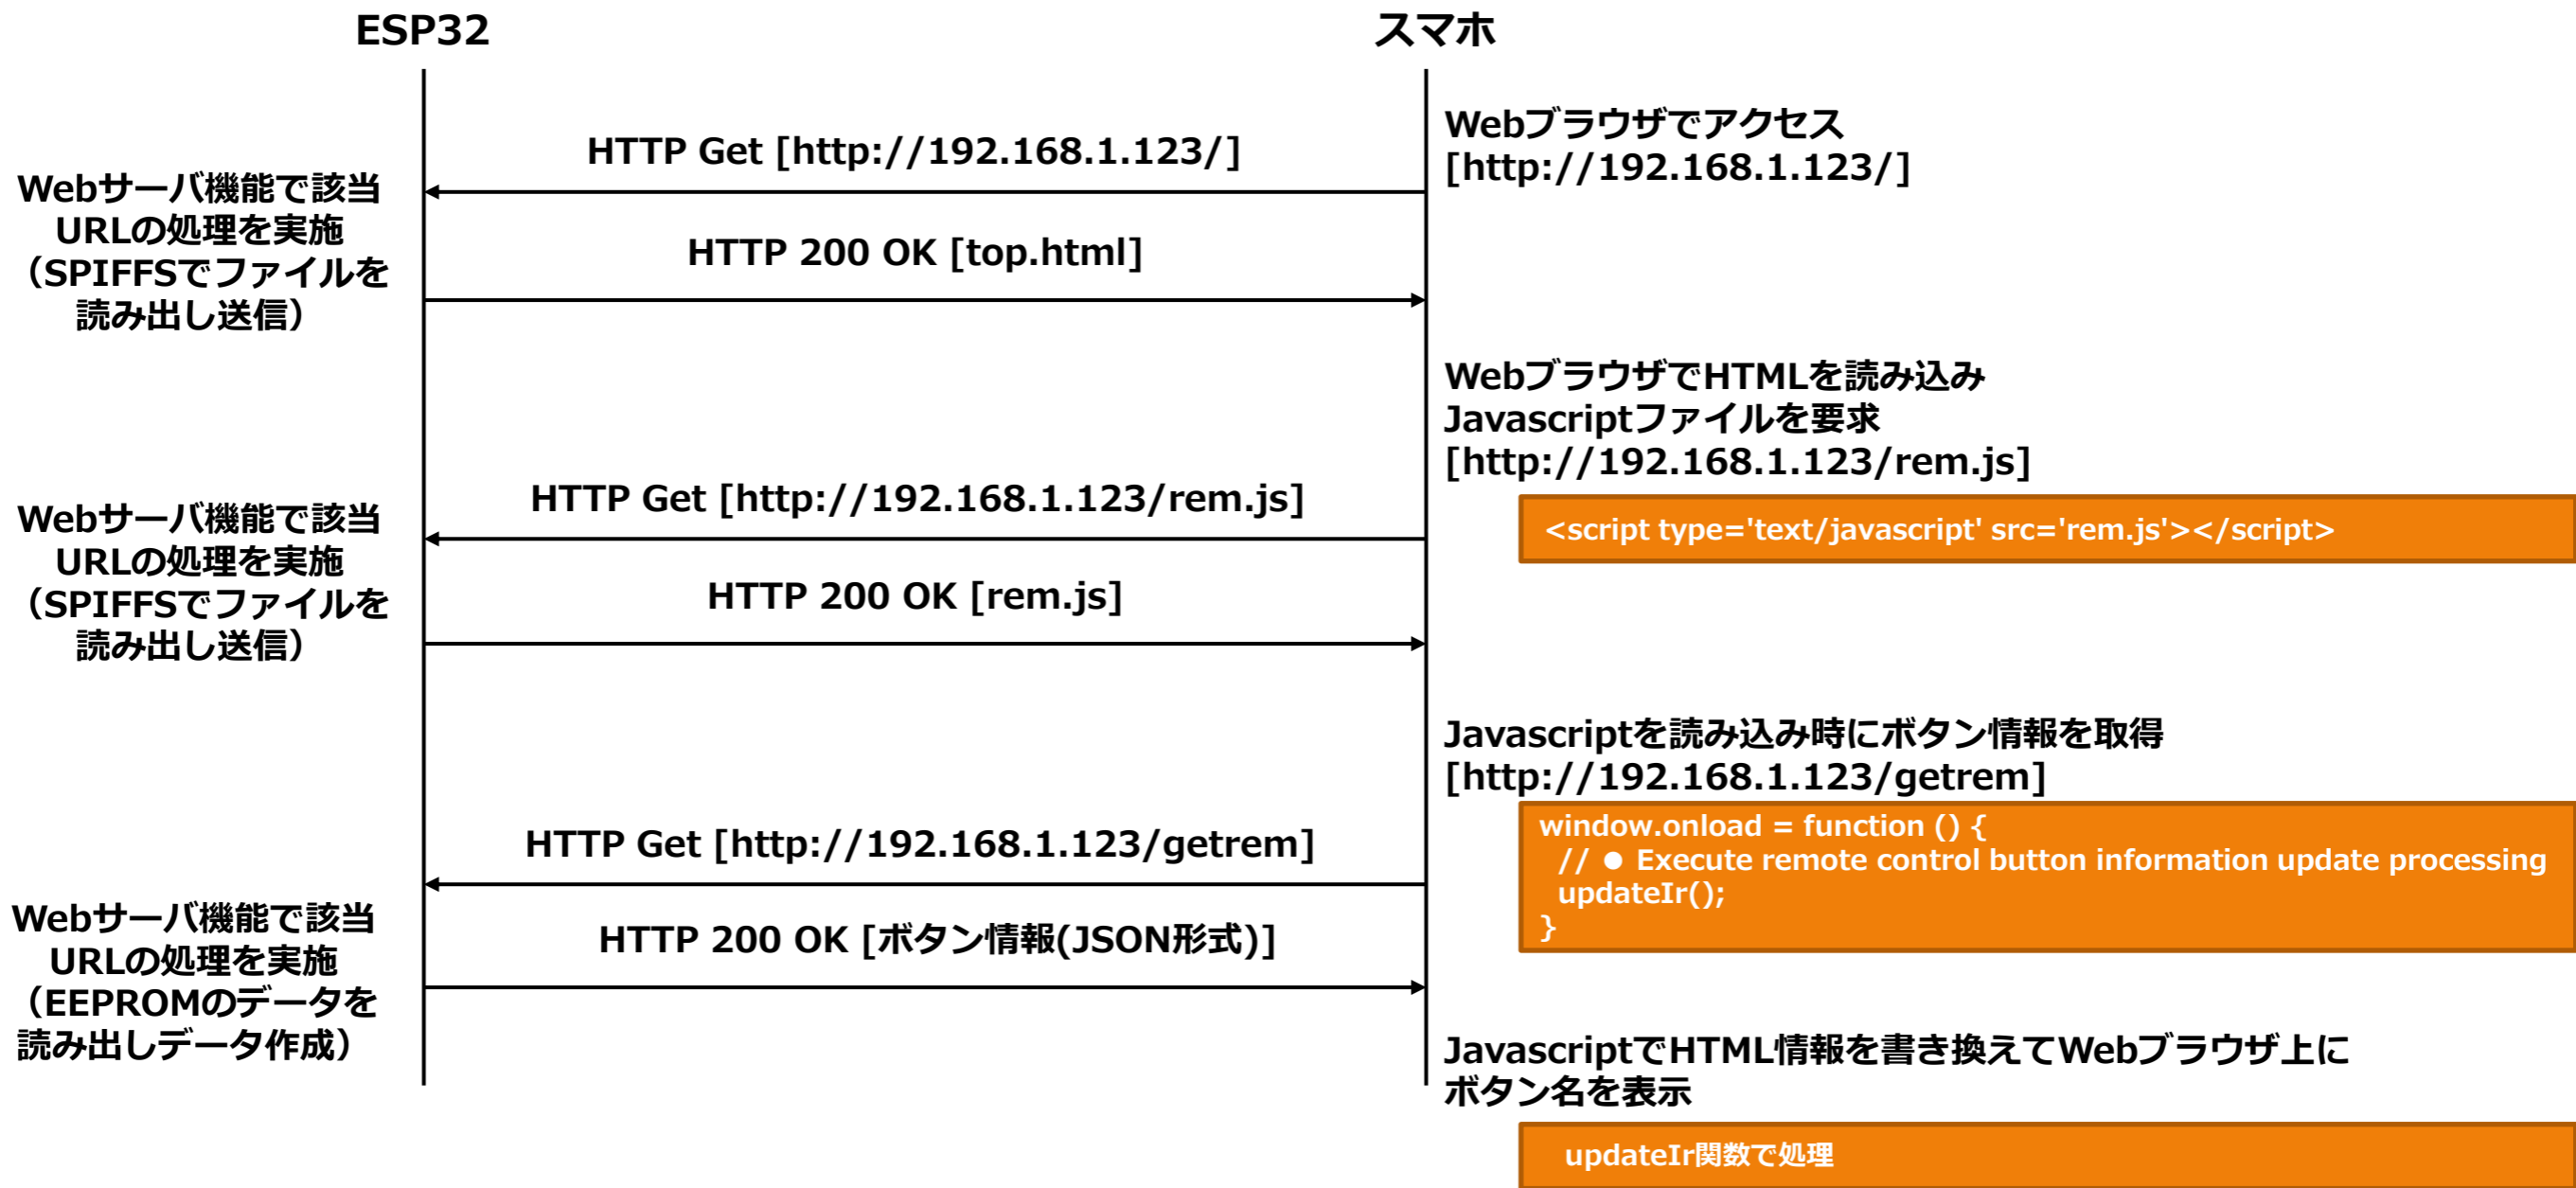 ESP32
スマホ
Webブラウザでアクセス
[http://192.168.1.123/]
HTTP Get [http://192.168.1.123/]
Webサーバ機能で該当
URLの処理を実施
（SPIFFSでファイルを
読み出し送信）
HTTP 200 OK [top.html]
WebブラウザでHTMLを読み込み
Javascriptファイルを要求
[http://192.168.1.123/rem.js]
<script type='text/javascript' src='rem.js'></script>
HTTP Get [http://192.168.1.123/rem.js]
Webサーバ機能で該当
URLの処理を実施
（SPIFFSでファイルを
読み出し送信）
HTTP 200 OK [rem.js]
Javascriptを読み込み時にボタン情報を取得
[http://192.168.1.123/getrem]
window.onload = function () {
// ● Execute remote control button information update processing
updateIr();
}
HTTP Get [http://192.168.1.123/getrem]
Webサーバ機能で該当
URLの処理を実施
（EEPROMのデータを
読み出しデータ作成）
HTTP 200 OK [ボタン情報(JSON形式)]
JavascriptでHTML情報を書き換えてWebブラウザ上に
ボタン名を表示
updateIr関数で処理